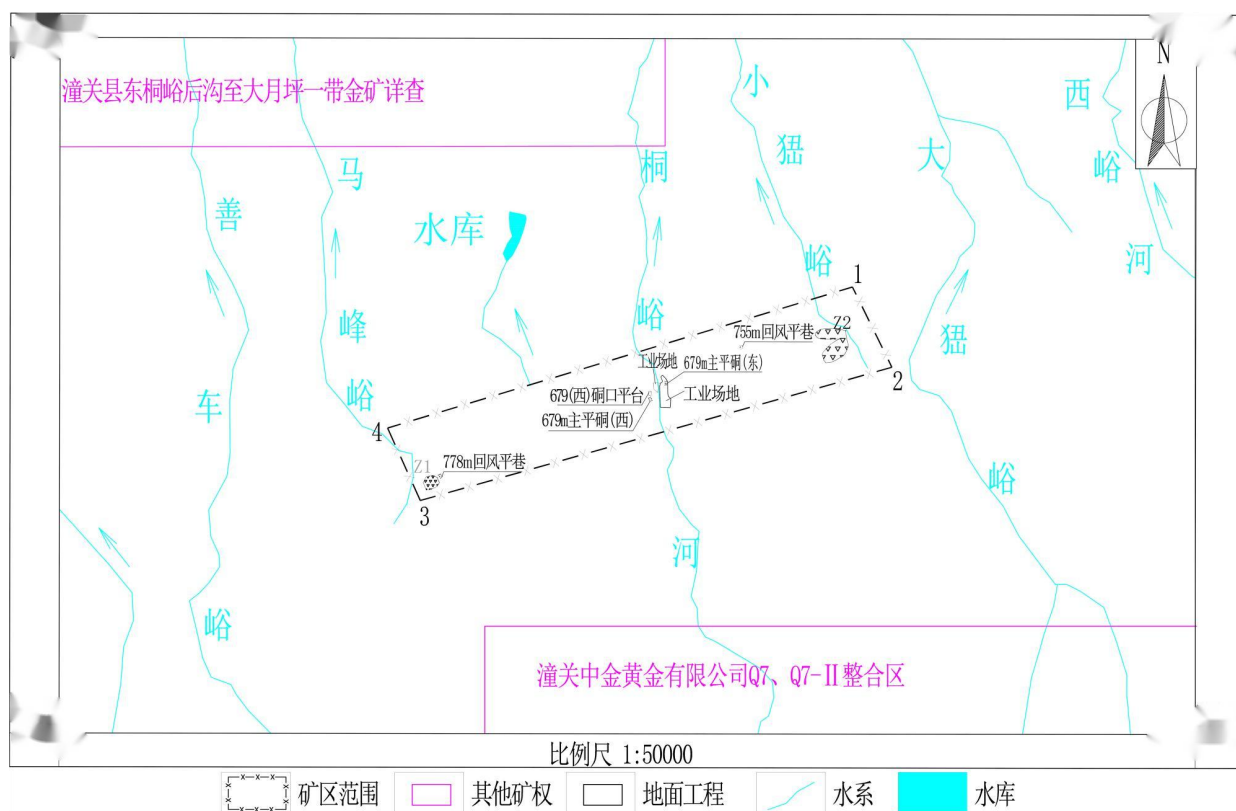 N
潼关县东桐峪后沟至大月坪一带金矿详查
善车峪
马峰峪
水库
桐峪河
小猵峪
大猵峪
西峪河
1
2
3
4
Z2
755m回风平巷
工业场地
679m主平硐(东)
679(西)硐口平台
工业场地
679m主平硐(西)
Z1
778m回风平巷
潼关中金黄金有限公司Q7、Q7-Ⅱ整合区
比例尺 1:50000
矿区范围
其他矿权
地面工程
水系
水库